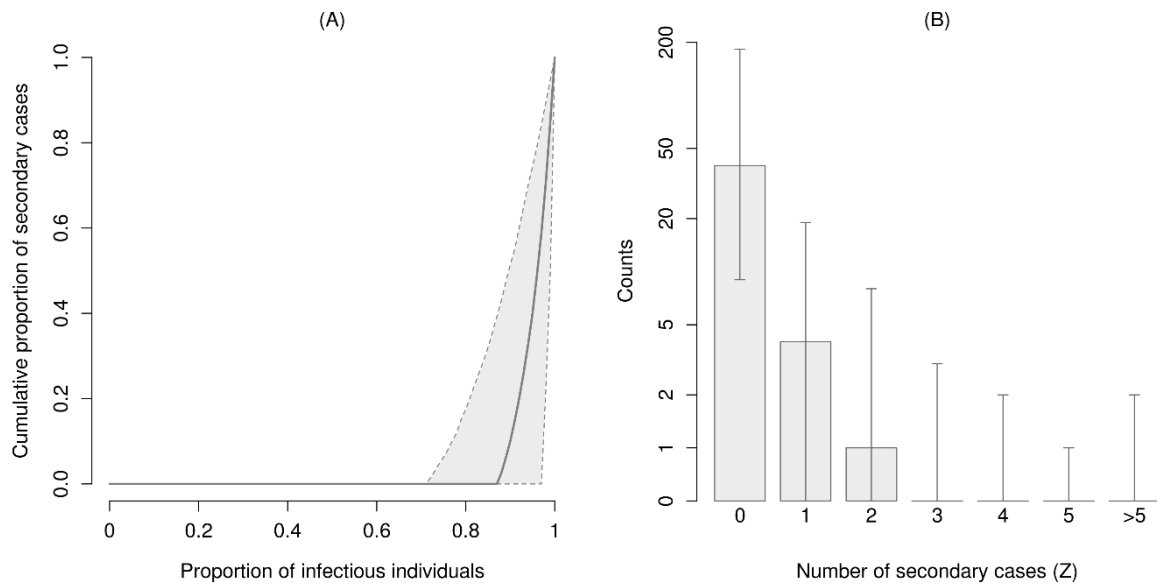 (A)
Cumulative proportion of secondary cases
1.0
0.8
0.6
0.4
0.2
0.0
0 0.2 0.4 0.6 0.8 1
Proportion of infectious individuals
(B)
Counts
200
50
20
5
2
1
0
0 1 2 3 4 5 >5
Number of secondary cases (Z)